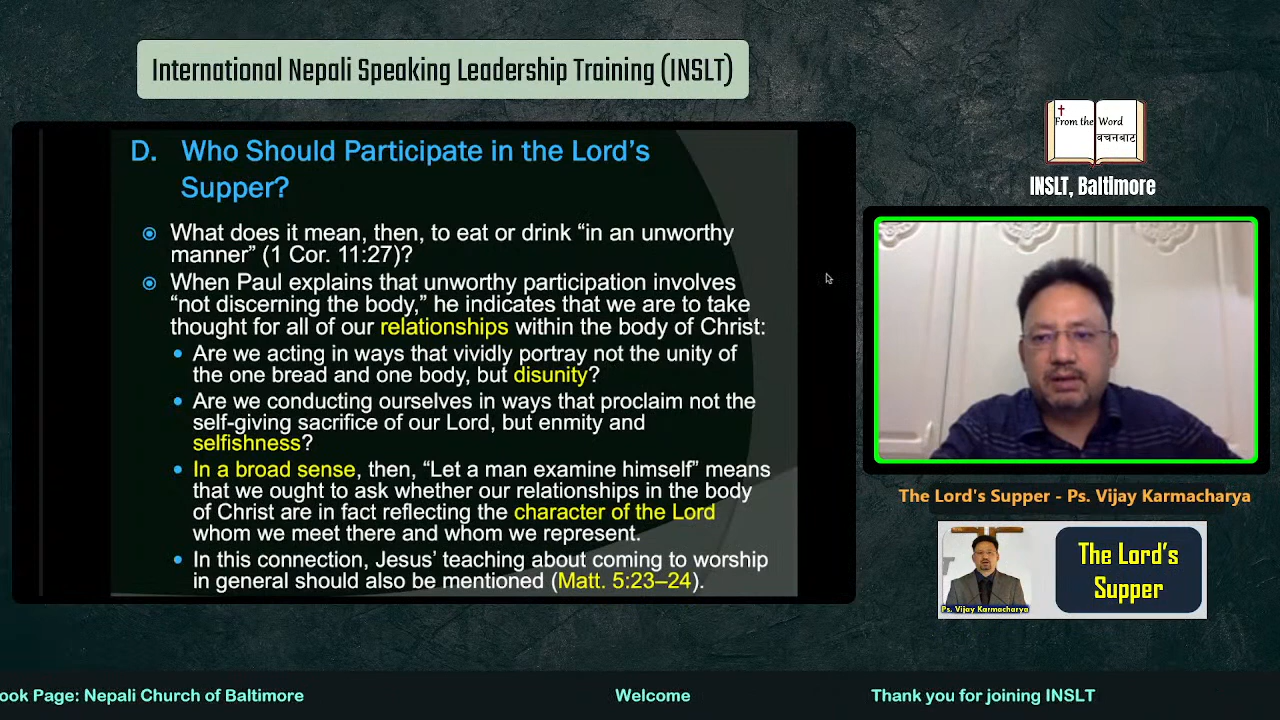 International Nepali Speaking Leadership Training (INSLT)
D. Who Should Participate in the Lord's
Supper?
What does it mean, then, to eat or drink “in an unworthy
manner” (1 Cor. 11:27)?
When Paul explains that unworthy participation involves
“not discerning the body,” he indicates that we are to take
thought for all of our relationships within the body of Christ:
Are we acting in ways that vividly portray not the unity of
the one bread and one body, but disunity?
Are we conducting ourselves in ways that proclaim not the
self-giving sacrifice of our Lord, but enmity and
selfishness?
In a broad sense, then, “Let a man examine himself” means
that we ought to ask whether our relationships in the body
of Christ are in fact reflecting the character of the Lord
whom we meet there and whom we represent.
In this connection, Jesus’ teaching about coming to worship
in general should also be mentioned (Matt. 5:23–24).
From the Word
वचनबाट
INSLT, Baltimore
The Lord's Supper - Ps. Vijay Karmacharya
The Lord’s
Supper
Ps. Vijay Karmacharya
ook Page: Nepali Church of Baltimore
Welcome
Thank you for joining INSLT